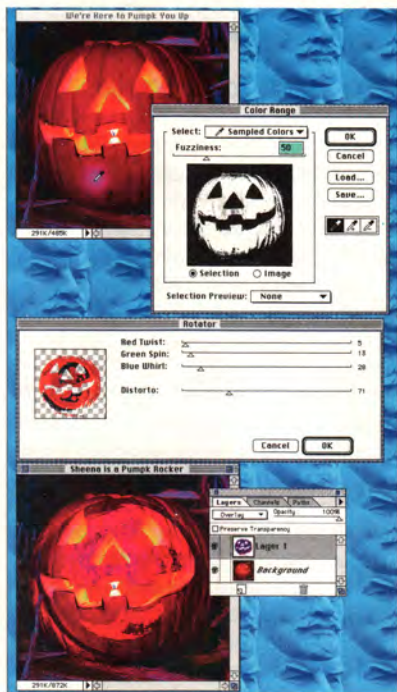 We're Here to Pumpk You Up
291K/485K
Color Range
Select: Sampled Colors
Fuzziness: 50
Selection Image
Selection Preview: None
OK
Cancel
Load...
Save...
Rotator
Red Twist: 5
Green Spin: 13
Blue Whirl: 28
Distorto: 71
Cancel OK
Sheena is a Pumpk Rocker
291K/872K
Layers Channels Paths
Overlay Opacity 100%
Preserve Transparency
Layer 1
Background